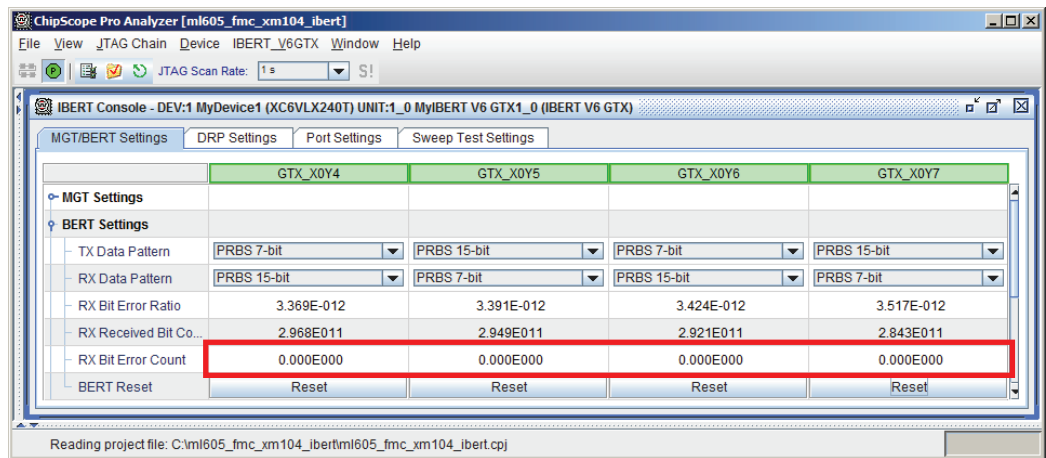 ChipScope Pro Analyzer [ml605_fmc_xm104_ibert]
File View JTAG Chain Device IBERT_V6GTX Window Help
JTAG Scan Rate: 1 s S!
IBERT Console - DEV:1 MyDevice1 (XC6VLX240T) UNIT:1_0 MyIBERT V6 GTX1_0 (IBERT V6 GTX)
MGT/BERT Settings DRP Settings Port Settings Sweep Test Settings
GTX_X0Y4 GTX_X0Y5 GTX_X0Y6 GTX_X0Y7
MGT Settings
BERT Settings
TX Data Pattern PRBS 7-bit PRBS 15-bit PRBS 7-bit PRBS 15-bit
RX Data Pattern PRBS 15-bit PRBS 7-bit PRBS 15-bit PRBS 7-bit
RX Bit Error Ratio 3.369E-012 3.391E-012 3.424E-012 3.517E-012
RX Received Bit Co... 2.968E011 2.949E011 2.921E011 2.843E011
RX Bit Error Count 0.000E000 0.000E000 0.000E000 0.000E000
BERT Reset Reset Reset Reset Reset
Reading project file: C:\ml605_fmc_xm104_ibert\ml605_fmc_xm104_ibert.cpj